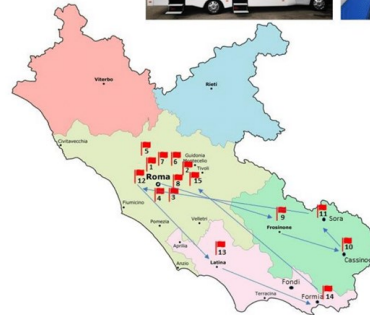 Viterbo
Rieti
Civitavecchia
5
7
6
Guidonia
Montecelio
1
2
Tivoli
Roma
12
8
15
4
3
Fiumicino
Pomezia
Velletri
9
11
Sora
Frosinone
10
Cassino
Aprilia
13
Anzio
Latina
Fondi
14
Formia
Terracina